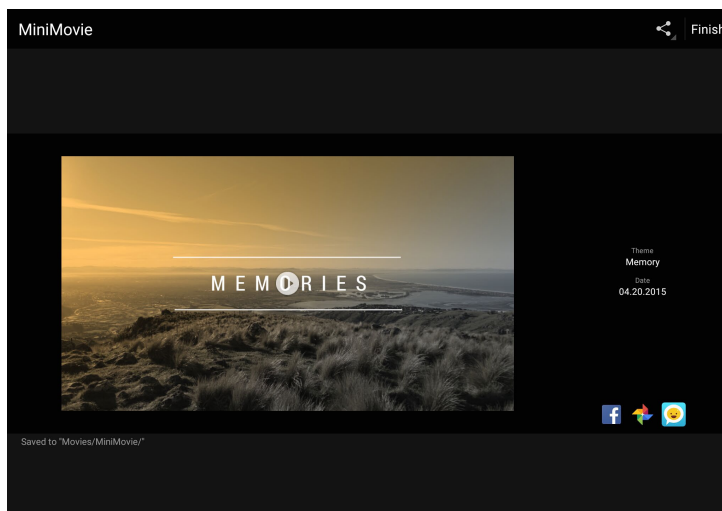 MiniMovie
Finish
MEMORIES
Theme
Memory
Date
04.20.2015
Saved to "Movies/MiniMovie/"